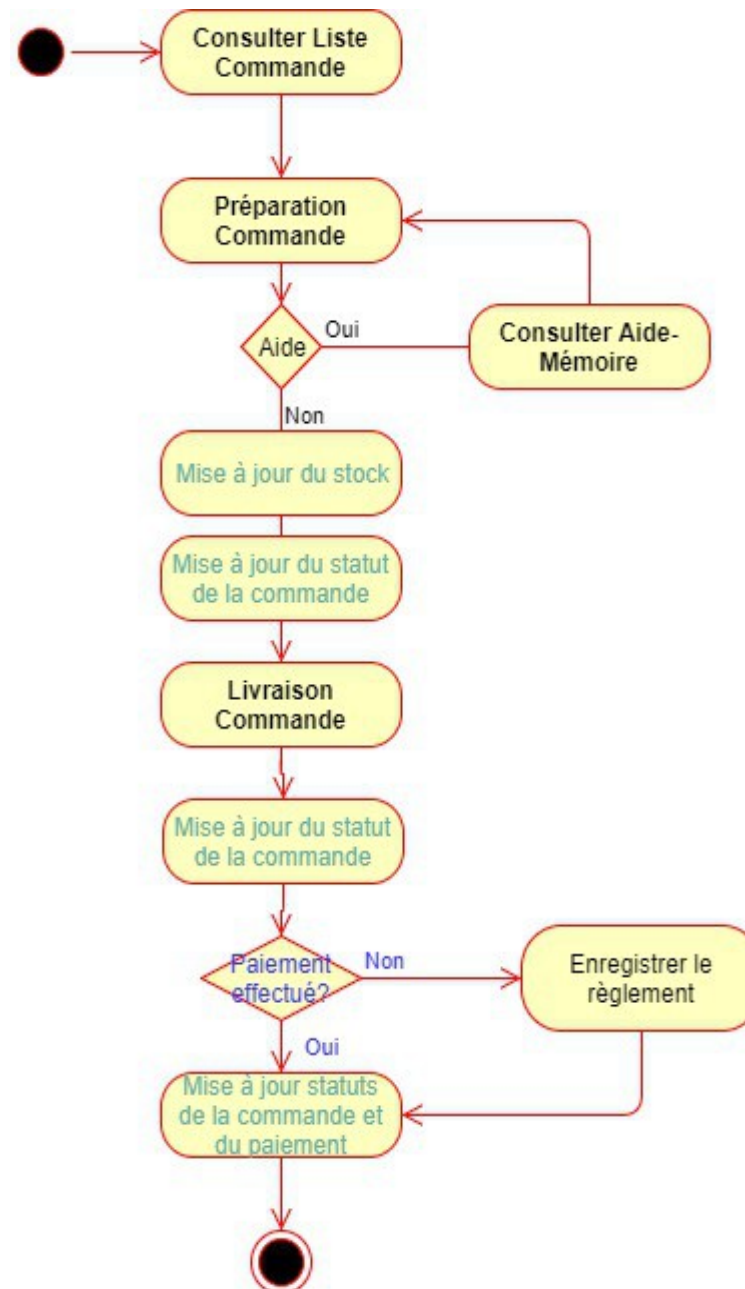 Consulter Liste
Commande
Préparation
Commande
Aide
Oui
Consulter Aide-
Mémoire
Non
Mise à jour du stock
Mise à jour du statut
de la commande
Livraison
Commande
Mise à jour du statut
de la commande
Paiement
effectué?
Non
Enregistrer le
règlement
Oui
Mise à jour statuts
de la commande et
du paiement